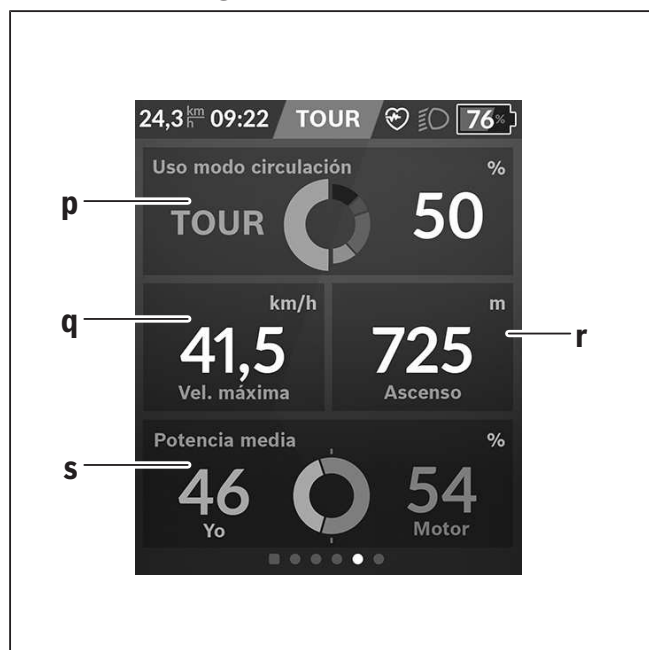 24,3 km/h 09:22 TOUR 76%
Uso modo circulación %
p
TOUR 50
q
km/h
41,5
Vel. máxima
m
725
Ascenso
r
Potencia media %
s
46 54
Yo Motor